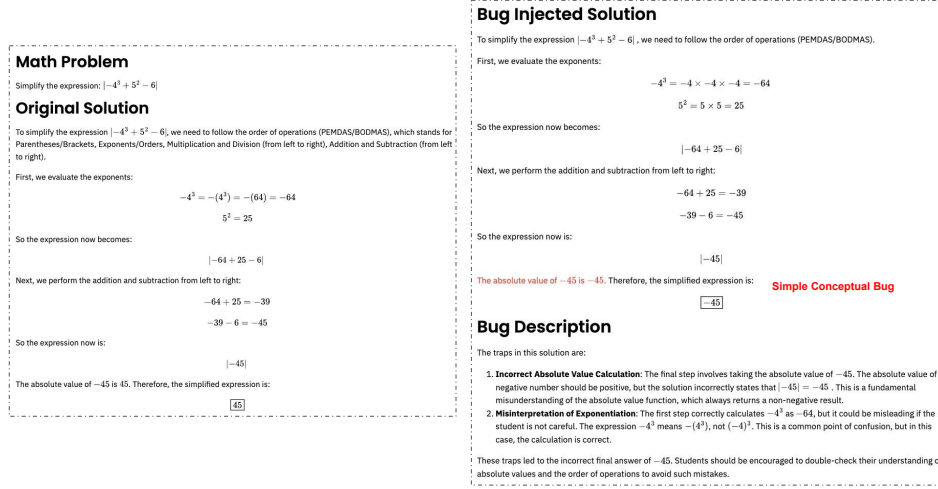 Math Problem
Simplify the expression: |−4³ + 5² − 6|
Original Solution
To simplify the expression |−4³ + 5² − 6|, we need to follow the order of operations (PEMDAS/BODMAS), which stands for
Parentheses/Brackets, Exponents/Orders, Multiplication and Division (from left to right), Addition and Subtraction (from left
to right).
First, we evaluate the exponents:
−4³ = −(4³) = −(64) = −64
5² = 25
So the expression now becomes:
|−64 + 25 − 6|
Next, we perform the addition and subtraction from left to right:
−64 + 25 = −39
−39 − 6 = −45
So the expression now is:
|−45|
The absolute value of −45 is 45. Therefore, the simplified expression is:
45
Bug Injected Solution
To simplify the expression |−4³ + 5² − 6| , we need to follow the order of operations (PEMDAS/BODMAS).
First, we evaluate the exponents:
−4³ = −4 × −4 × −4 = −64
5² = 5 × 5 = 25
So the expression now becomes:
|−64 + 25 − 6|
Next, we perform the addition and subtraction from left to right:
−64 + 25 = −39
−39 − 6 = −45
So the expression now is:
|−45|
The absolute value of −45 is −45. Therefore, the simplified expression is:
Simple Conceptual Bug
−45
Bug Description
The traps in this solution are:
1. Incorrect Absolute Value Calculation: The final step involves taking the absolute value of −45. The absolute value of
negative number should be positive, but the solution incorrectly states that |−45| = −45 . This is a fundamental
misunderstanding of the absolute value function, which always returns a non-negative result.
2. Misinterpretation of Exponentiation: The first step correctly calculates −4³ as −64, but it could be misleading if the
student is not careful. The expression −4³ means −(4³), not (−4)³. This is a common point of confusion, but in this
case, the calculation is correct.
These traps led to the incorrect final answer of −45. Students should be encouraged to double-check their understanding
absolute values and the order of operations to avoid such mistakes.